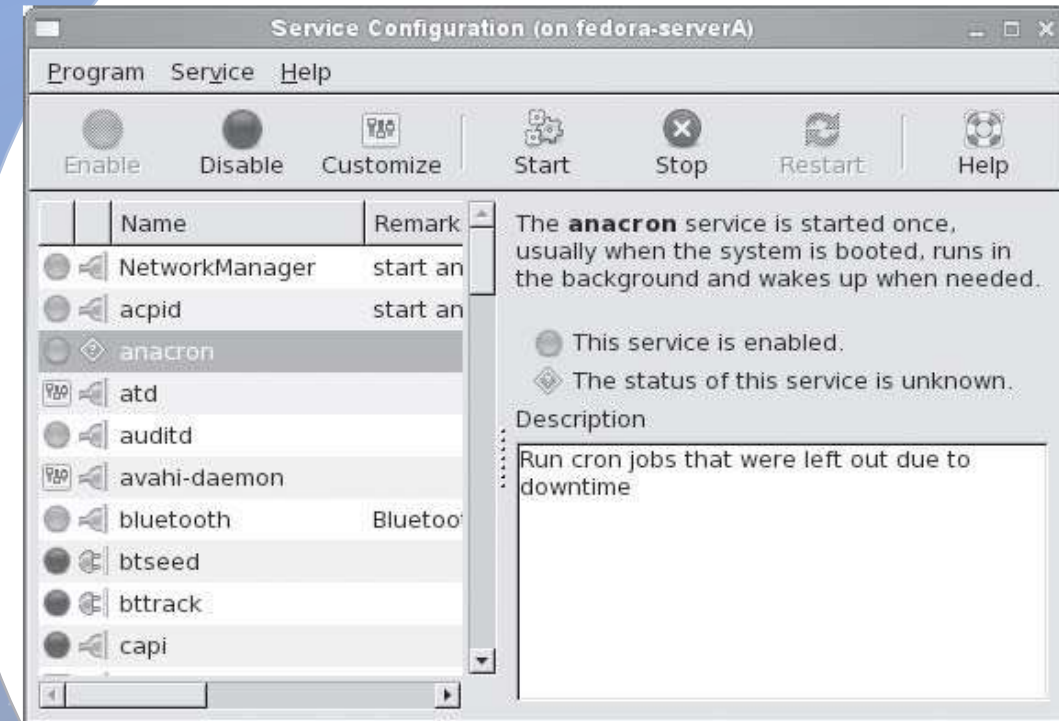 Service Configuration (on fedora-serverA)
Program Service Help
Enable Disable Customize Start Stop Restart Help
Name Remark
NetworkManager start an
acpid start an
anacron
atd
auditd
avahi-daemon
bluetooth Bluetoo
btseed
bttrack
capi
The anacron service is started once,
usually when the system is booted, runs in
the background and wakes up when needed.
This service is enabled.
The status of this service is unknown.
Description
Run cron jobs that were left out due to
downtime